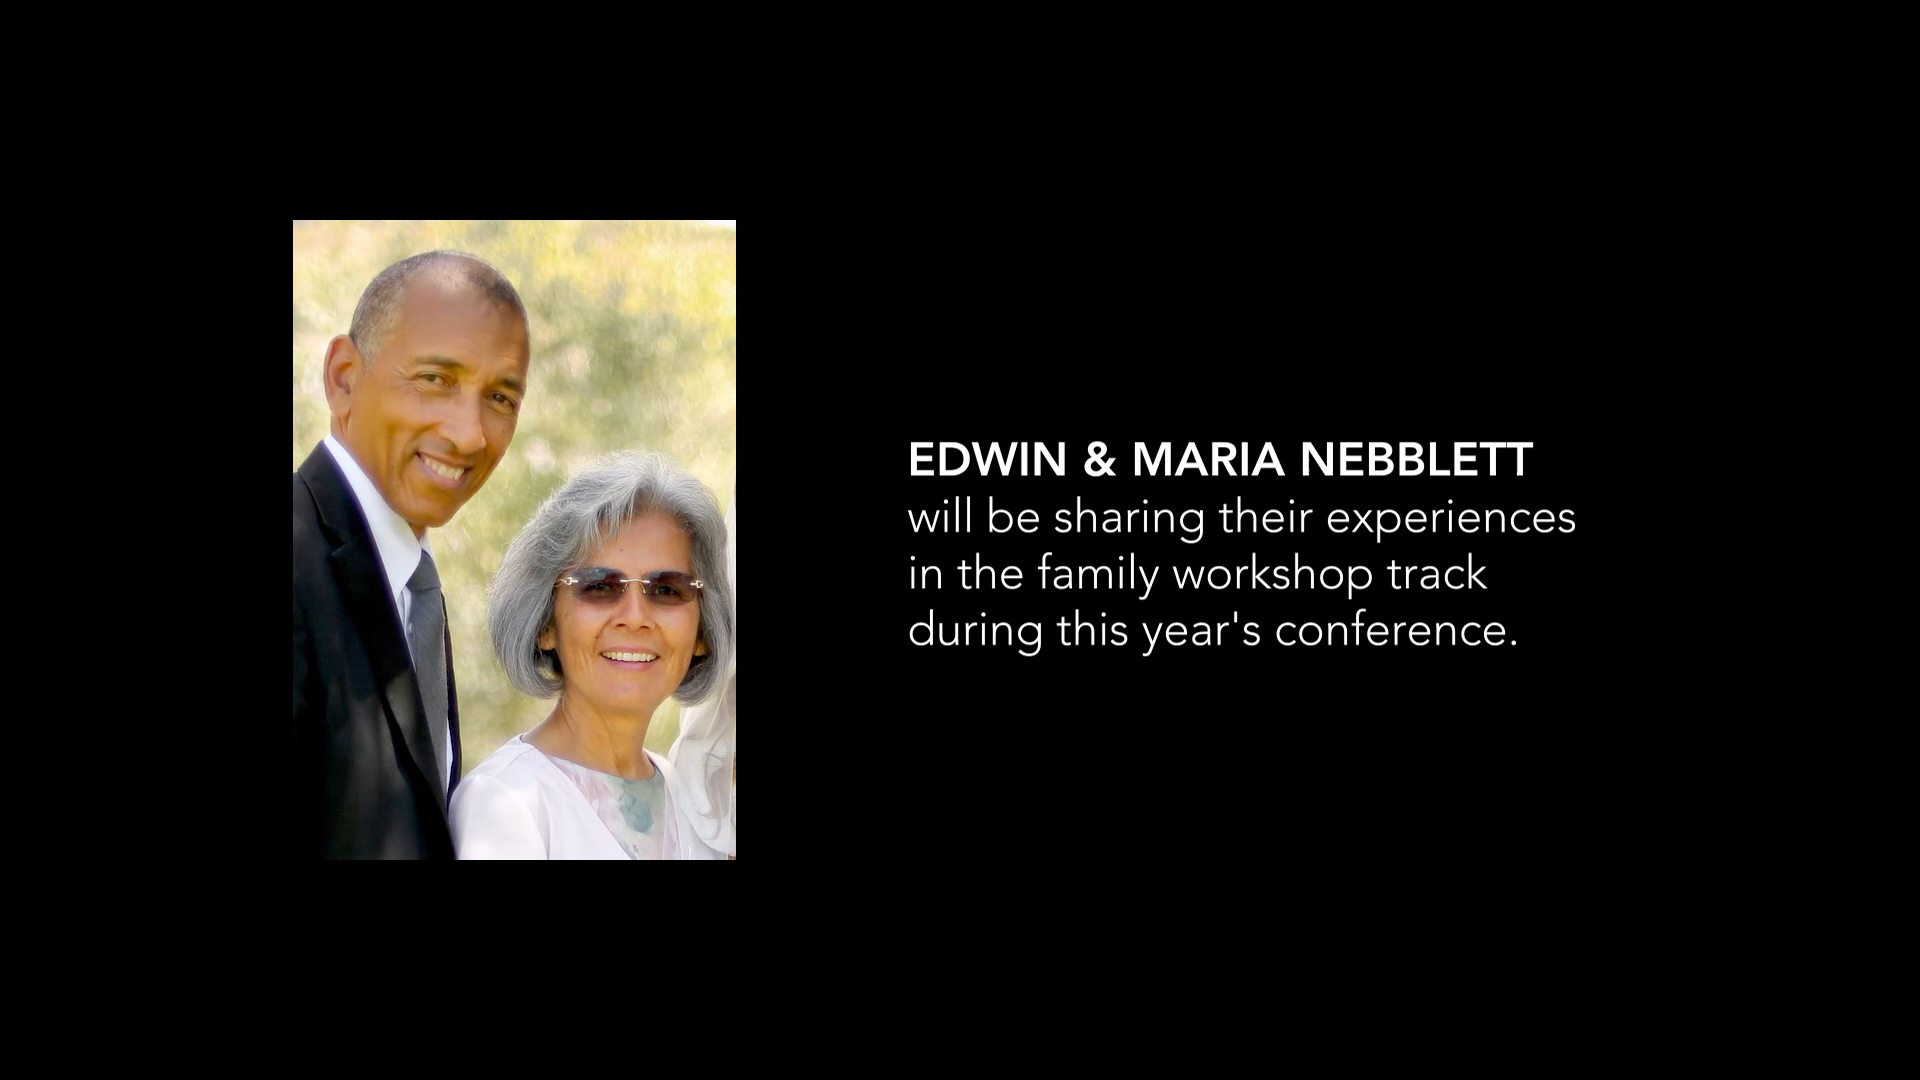 EDWIN & MARIA NEBBLETT
will be sharing their experiences
in the family workshop track
during this year's conference.